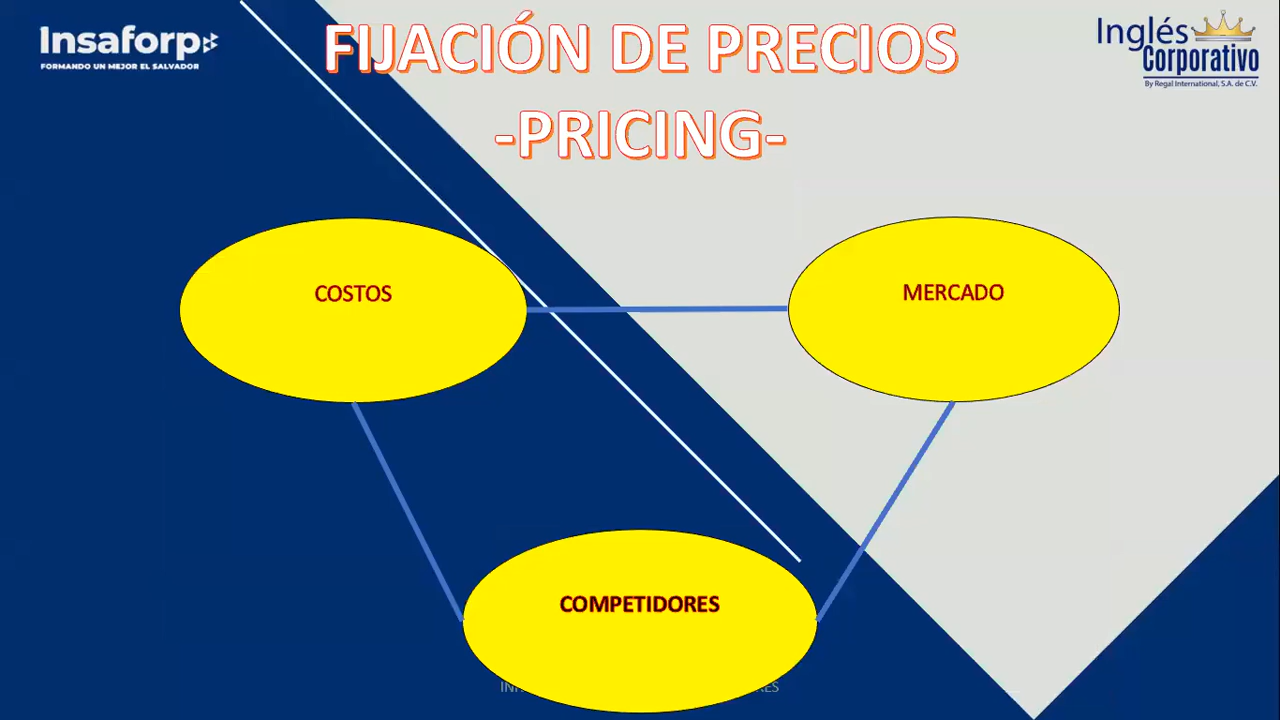 Insaforp
FORMANDO UN MEJOR EL SALVADOR
FIJACIÓN DE PRECIOS
-PRICING-
Inglés
Corporativo
By Regal International, S.A. de C.V.
COSTOS
MERCADO
COMPETIDORES